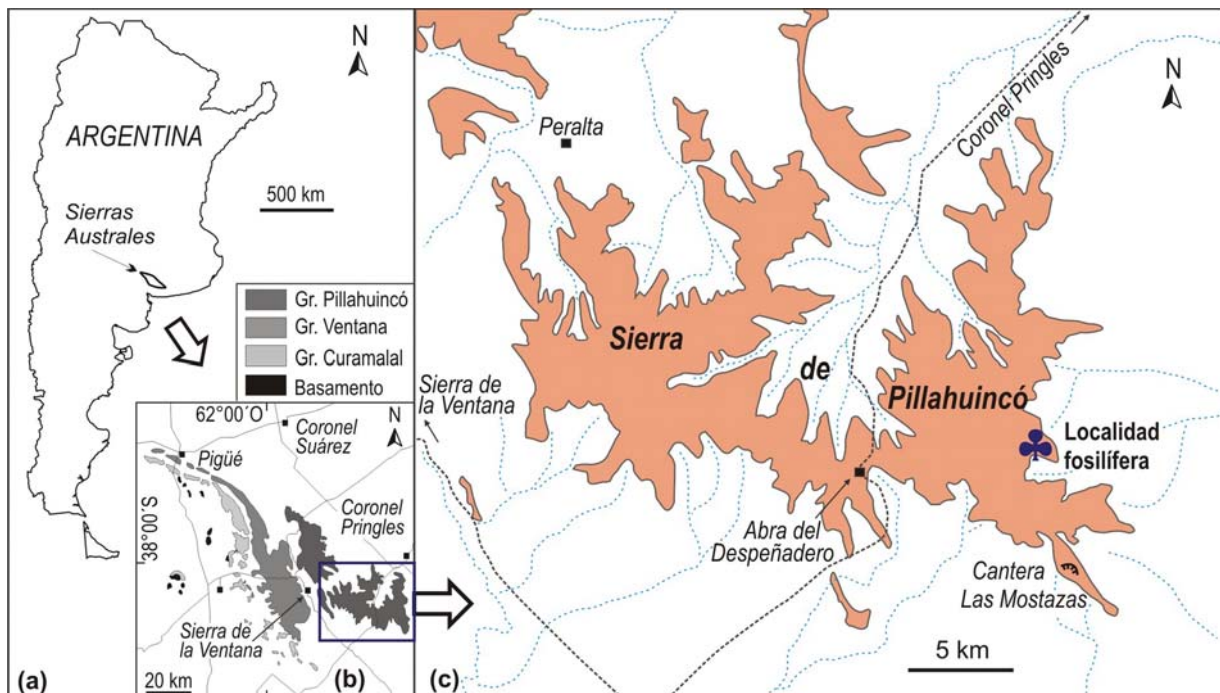 N
ARGENTINA
500 km
Sierras
Australes
Gr. Pillahuincó
Gr. Ventana
Gr. Curamalal
Basamento
62°00´O
N
Coronel
Suárez
Pigüé
38°00´S
Coronel
Pringles
Sierra de
la Ventana
20 km
(a)
(b)
Peralta
Coronel Pringles
N
Sierra
de
Pillahuincó
Sierra de
la Ventana
Localidad
fosilífera
Abra del
Despeñadero
Cantera
Las Mostazas
5 km
(c)